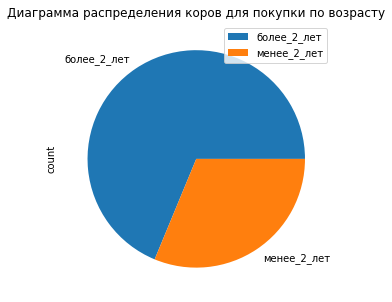 Диаграмма распределения коров для покупки по возрасту
более_2_лет
менее_2_лет
более_2_лет
count
менее_2_лет